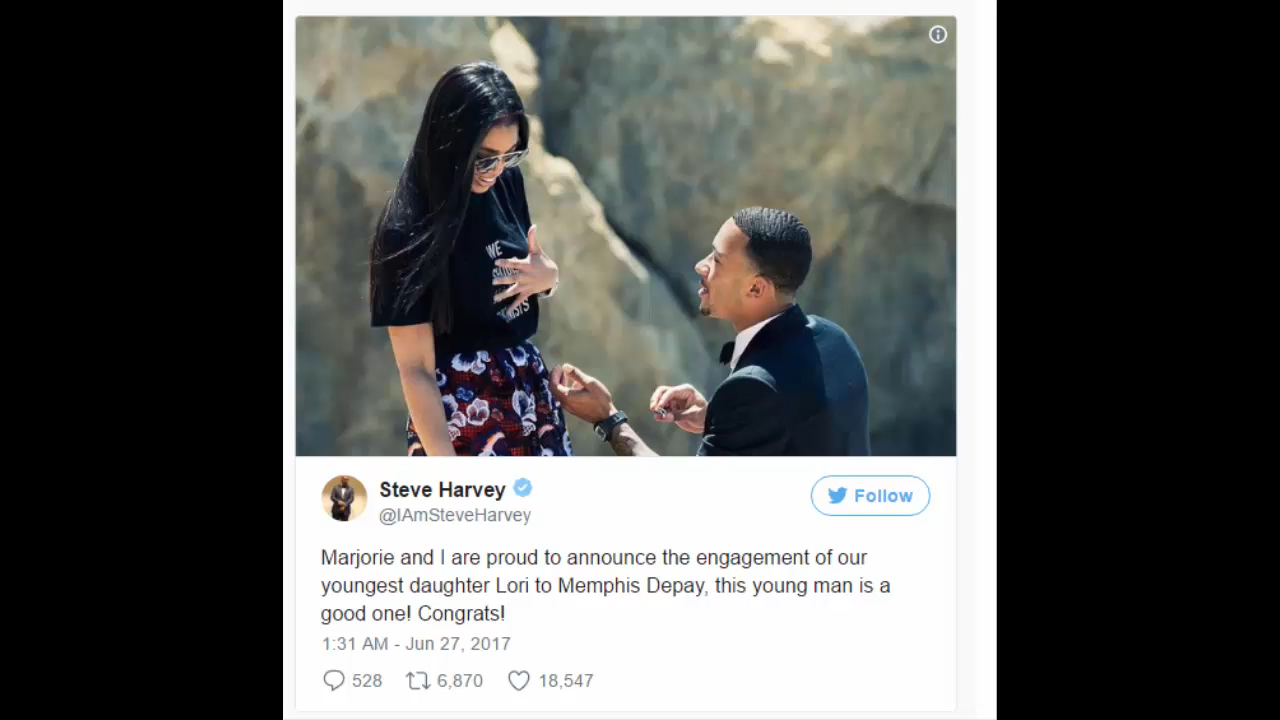 WE
Steve Harvey
@IAmSteveHarvey
Follow
Marjorie and I are proud to announce the engagement of our
youngest daughter Lori to Memphis Depay, this young man is a
good one! Congrats!
1:31 AM - Jun 27, 2017
528 6,870 18,547